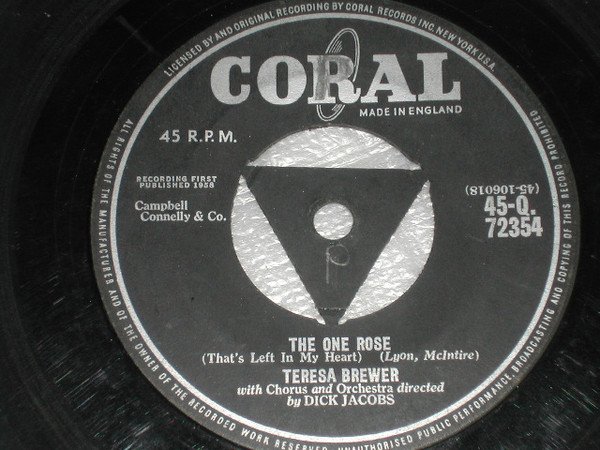 LICENSED BY AND ORIGINAL RECORDING BY CORAL RECORDS INC. NEW YORK U.S.A.
CORAL
MADE IN ENGLAND
45 R.P.M.
RECORDING FIRST
PUBLISHED 1958
Campbell
Connelly & Co.
(45-106018)
45-Q.
72354
THE ONE ROSE
(That's Left In My Heart) (Lyon, McIntire)
TERESA BREWER
with Chorus and Orchestra directed
by DICK JACOBS
ALL RIGHTS OF THE MANUFACTURER AND OF THE OWNER OF THE RECORDED WORK RESERVED. UNAUTHORISED PUBLIC PERFORMANCE, BROADCASTING AND COPYING OF THIS RECORD PROHIBITED